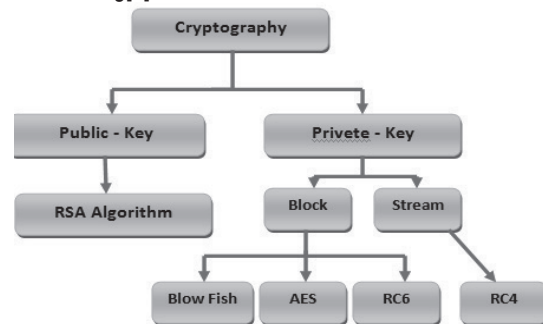 Cryptography
Public - Key
Privete - Key
RSA Algorithm
Block
Stream
Blow Fish
AES
RC6
RC4